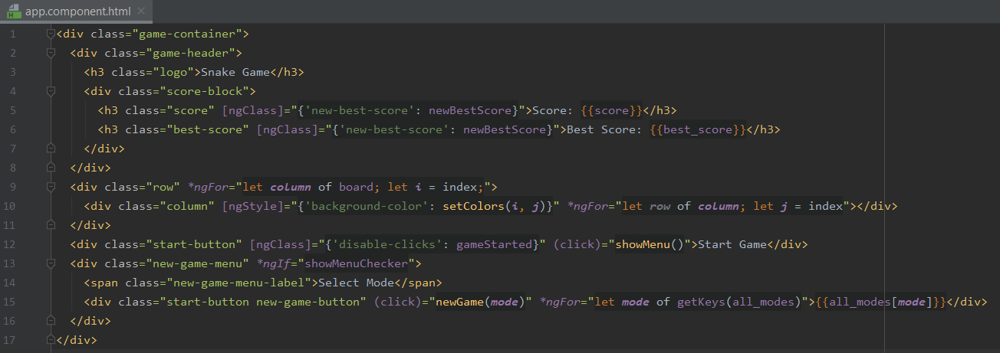 app.component.html
1 <div class="game-container">
2 <div class="game-header">
3 <h3 class="logo">Snake Game</h3>
4 <div class="score-block">
5 <h3 class="score" [ngClass]="{'new-best-score': newBestScore}">Score: {{score}}</h3>
6 <h3 class="best-score" [ngClass]="{'new-best-score': newBestScore}">Best Score: {{best_score}}</h3>
7 </div>
8 </div>
9 <div class="row" *ngFor="let column of board; let i = index;">
10 <div class="column" [ngStyle]="{'background-color': setColors(i, j)}" *ngFor="let row of column; let j = index"></div>
11 </div>
12 <div class="start-button" [ngClass]="{'disable-clicks': gameStarted}" (click)="showMenu()">Start Game</div>
13 <div class="new-game-menu" *ngIf="showMenuChecker">
14 <span class="new-game-menu-label">Select Mode</span>
15 <div class="start-button new-game-button" (click)="newGame(mode)" *ngFor="let mode of getKeys(all_modes)">{{all_modes[mode]}}</div>
16 </div>
17 </div>